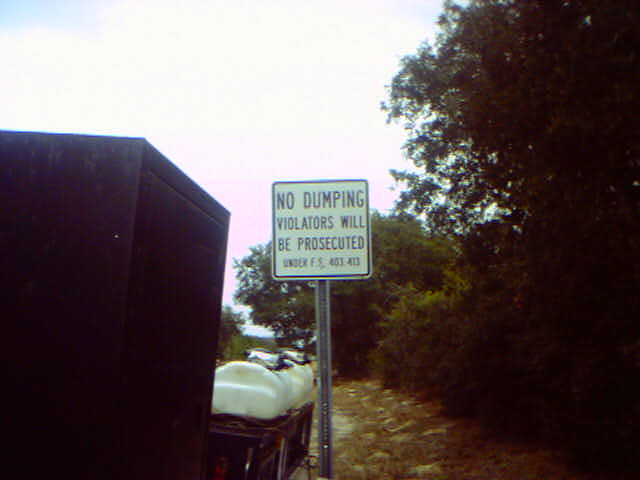 NO DUMPING
VIOLATORS WILL
BE PROSECUTED
UNDER F.S. 403.413